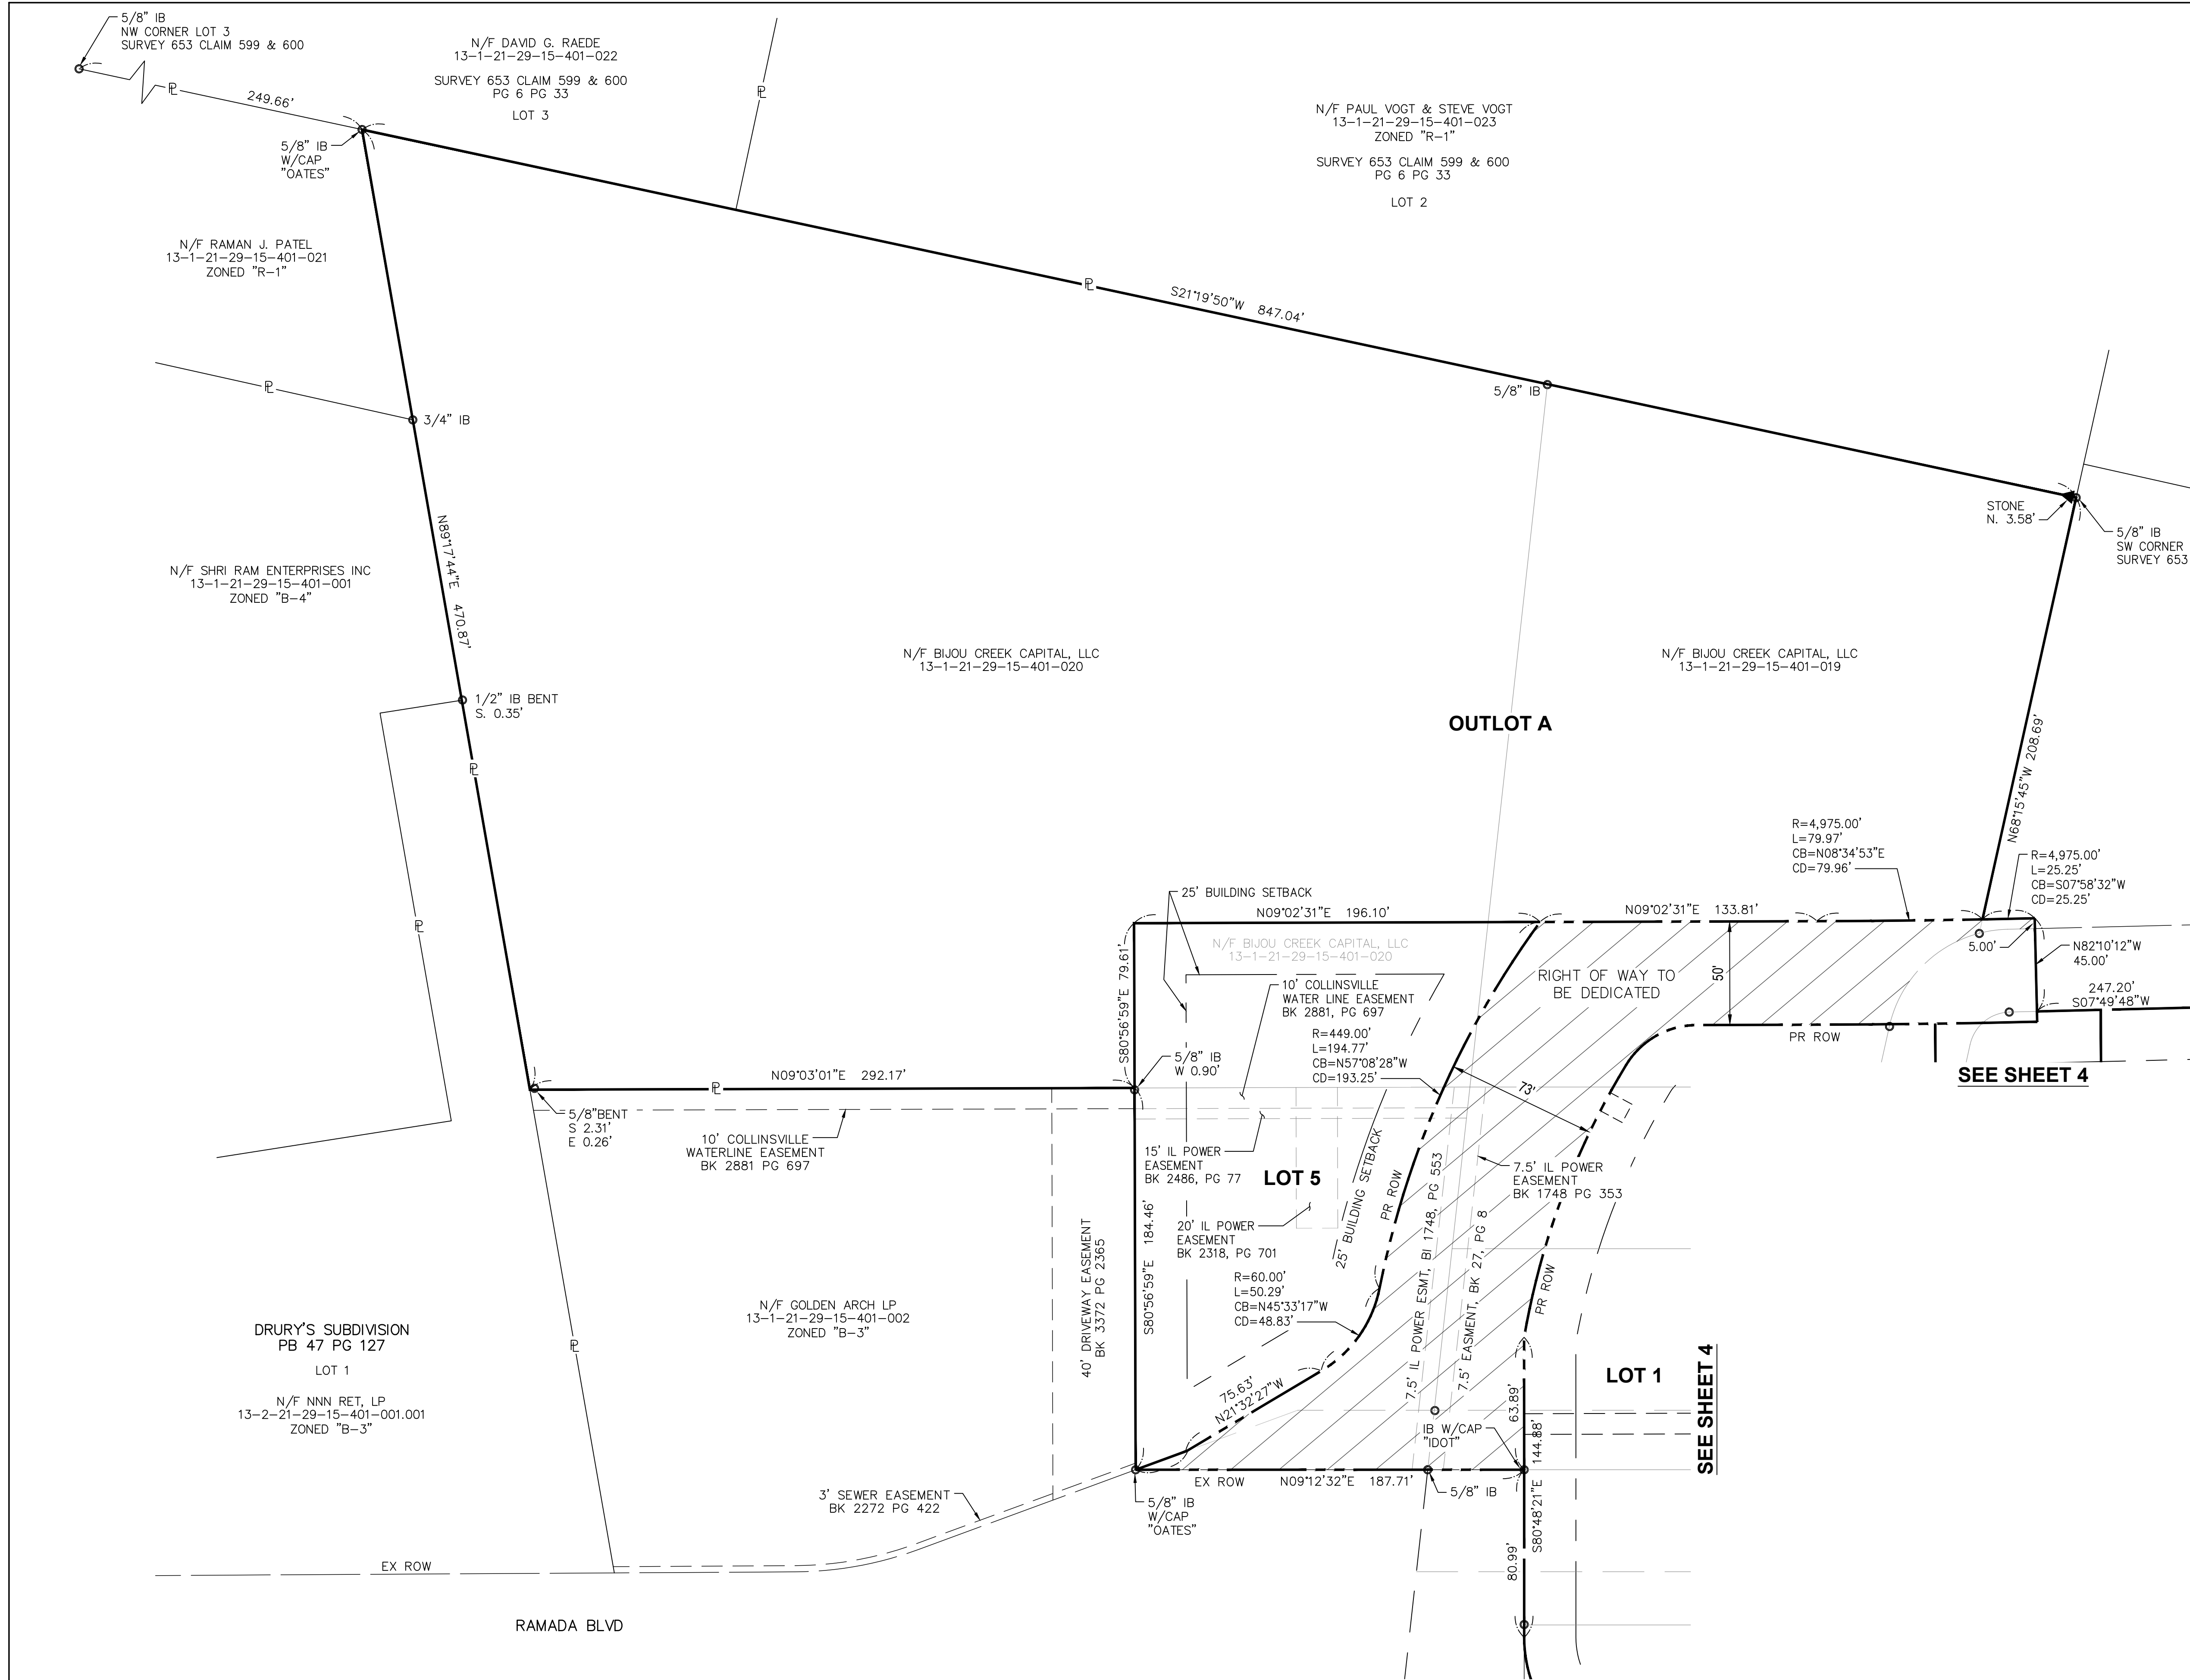 5/8" IB
NW CORNER LOT 3
SURVEY 653 CLAIM 599 & 600
N/F DAVID G. RAEDE
13-1-21-29-15-401-022
SURVEY 653 CLAIM 599 & 600
PG 6 PG 33
LOT 3
N/F PAUL VOGT & STEVE VOGT
13-1-21-29-15-401-023
ZONED "R-1"
SURVEY 653 CLAIM 599 & 600
PG 6 PG 33
LOT 2
PL
249.66'
PL
5/8" IB
W/CAP
"OATES"
N/F RAMAN J. PATEL
13-1-21-29-15-401-021
ZONED "R-1"
PL
S21°19'50"W 847.04'
PL
5/8" IB
3/4" IB
STONE
N. 3.58'
5/8" IB
SW CORNER
SURVEY 653
N89°17'44"E 470.87'
N/F SHRI RAM ENTERPRISES INC
13-1-21-29-15-401-001
ZONED "B-4"
N/F BIJOU CREEK CAPITAL, LLC
13-1-21-29-15-401-020
N/F BIJOU CREEK CAPITAL, LLC
13-1-21-29-15-401-019
1/2" IB BENT
S. 0.35'
OUTLOT A
PL
N68°15'45"W 208.69'
R=4,975.00'
L=79.97'
CB=N08°34'53"E
CD=79.96'
R=4,975.00'
L=25.25'
CB=S07°58'32"W
CD=25.25'
25' BUILDING SETBACK
N09°02'31"E 196.10'
N09°02'31"E 133.81'
PL
N/F BIJOU CREEK CAPITAL, LLC
13-1-21-29-15-401-020
5.00'
N82°10'12"W
45.00'
S80°56'59"E 79.61'
RIGHT OF WAY TO
BE DEDICATED
50'
247.20'
S07°49'48"W
10' COLLINSVILLE
WATER LINE EASEMENT
BK 2881, PG 697
R=449.00'
L=194.77'
CB=N57°08'28"W
CD=193.25'
PR ROW
5/8" IB
W 0.90'
N09°03'01"E 292.17'
PL
SEE SHEET 4
73'
5/8"BENT
S 2.31'
E 0.26'
10' COLLINSVILLE
WATERLINE EASEMENT
BK 2881 PG 697
15' IL POWER
EASEMENT
BK 2486, PG 77
LOT 5
25' BUILDING SETBACK
PR ROW
7.5' IL POWER ESMT, BI 1748, PG 553
7.5' IL POWER
EASEMENT
BK 1748 PG 353
7.5' EASMENT, BK 27, PG 8
20' IL POWER
EASEMENT
BK 2318, PG 701
S80°56'59"E 184.46'
40' DRIVEWAY EASEMENT
BK 3372 PG 2365
R=60.00'
L=50.29'
CB=N45°33'17"W
CD=48.83'
PR ROW
N/F GOLDEN ARCH LP
13-1-21-29-15-401-002
ZONED "B-3"
DRURY'S SUBDIVISION
PB 47 PG 127
LOT 1
N/F NNN RET, LP
13-2-21-29-15-401-001.001
ZONED "B-3"
PL
75.63'
N21°32'27"W
63.89'
LOT 1
SEE SHEET 4
IB W/CAP
"IDOT"
S80°48'21"E 144.88'
EX ROW
N09°12'32"E 187.71'
5/8" IB
3' SEWER EASEMENT
BK 2272 PG 422
5/8" IB
W/CAP
"OATES"
80.99'
EX ROW
RAMADA BLVD